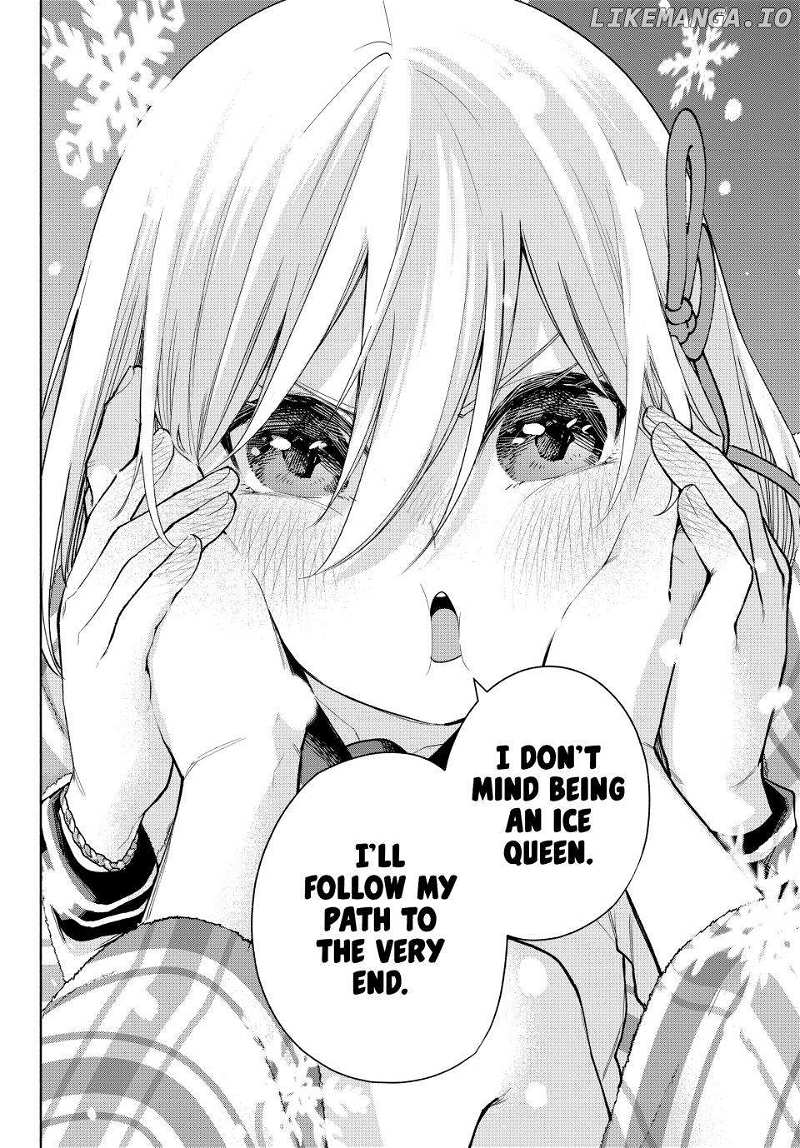 LIKEMANGA.IO
I DON'T
MIND BEING
AN ICE
QUEEN.
I'LL
FOLLOW MY
PATH TO
THE VERY
END.